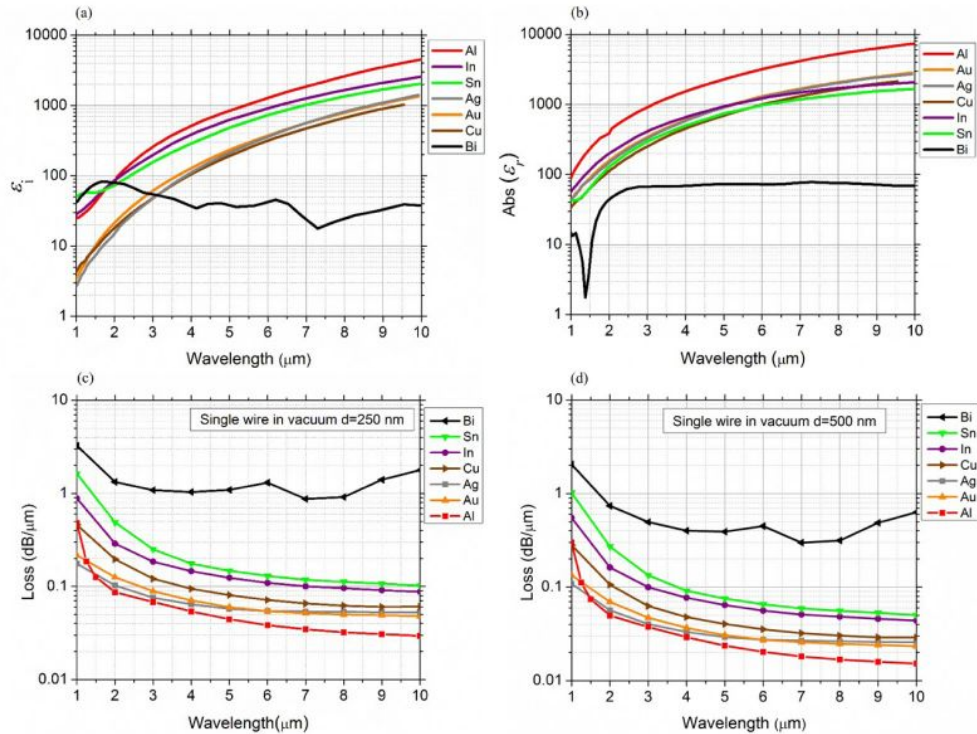 (a)
10000
1000
100
10
1
εi
1 2 3 4 5 6 7 8 9 10
Wavelength (μm)
Al
In
Sn
Ag
Au
Cu
Bi
(b)
10000
1000
100
10
1
Abs (εr)
1 2 3 4 5 6 7 8 9 10
Wavelength (μm)
Al
Au
Ag
Cu
In
Sn
Bi
(c)
10
1
0.1
0.01
Loss (dB/μm)
Single wire in vacuum d=250 nm
1 2 3 4 5 6 7 8 9 10
Wavelength(μm)
Bi
Sn
In
Cu
Ag
Au
Al
(d)
10
1
0.1
0.01
Loss (dB/μm)
Single wire in vacuum d=500 nm
1 2 3 4 5 6 7 8 9 10
Wavelength (μm)
Bi
Sn
In
Cu
Ag
Au
Al